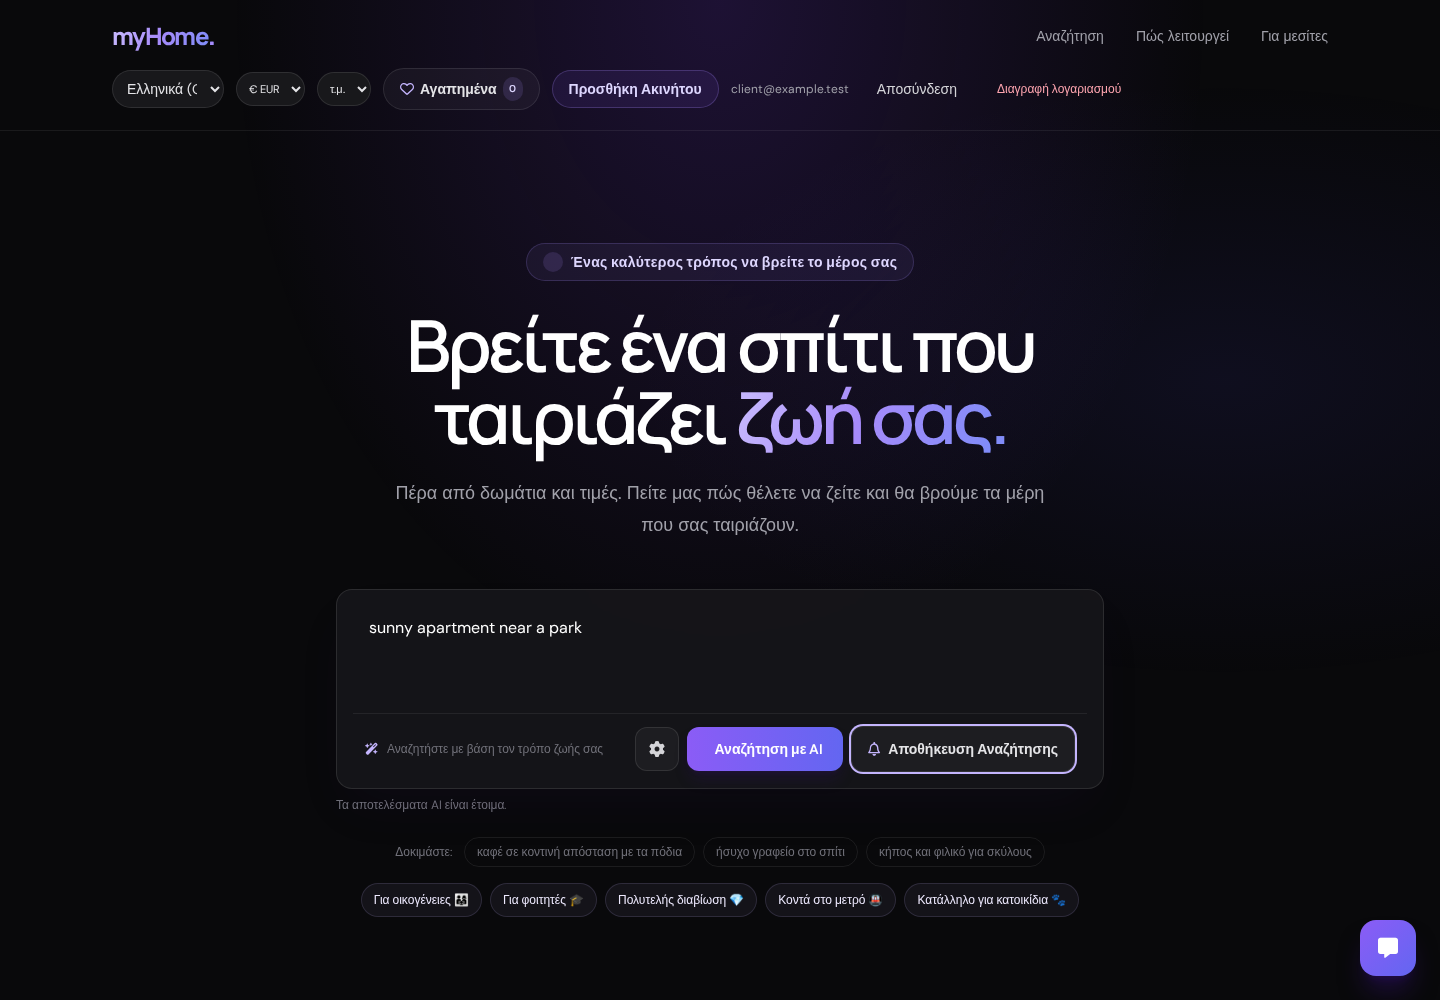 myHome.
Αναζήτηση
Πώς λειτουργεί
Για μεσίτες
Ελληνικά (
€ EUR
τ.μ.
Αγαπημένα 0
Προσθήκη Ακινήτου
client@example.test
Αποσύνδεση
Διαγραφή λογαριασμού
Ένας καλύτερος τρόπος να βρείτε το μέρος σας
Βρείτε ένα σπίτι που
ταιριάζει ζωή σας.
Πέρα από δωμάτια και τιμές. Πείτε μας πώς θέλετε να ζείτε και θα βρούμε τα μέρη
που σας ταιριάζουν.
sunny apartment near a park
Αναζητήστε με βάση τον τρόπο ζωής σας
Αναζήτηση με AI
Αποθήκευση Αναζήτησης
Τα αποτελέσματα AI είναι έτοιμα.
Δοκιμάστε:
καφέ σε κοντινή απόσταση με τα πόδια
ήσυχο γραφείο στο σπίτι
κήπος και φιλικό για σκύλους
Για οικογένειες 👨‍👩‍👧‍👦
Για φοιτητές 🎓
Πολυτελής διαβίωση 💎
Κοντά στο μετρό 🚇
Κατάλληλο για κατοικίδια 🐾